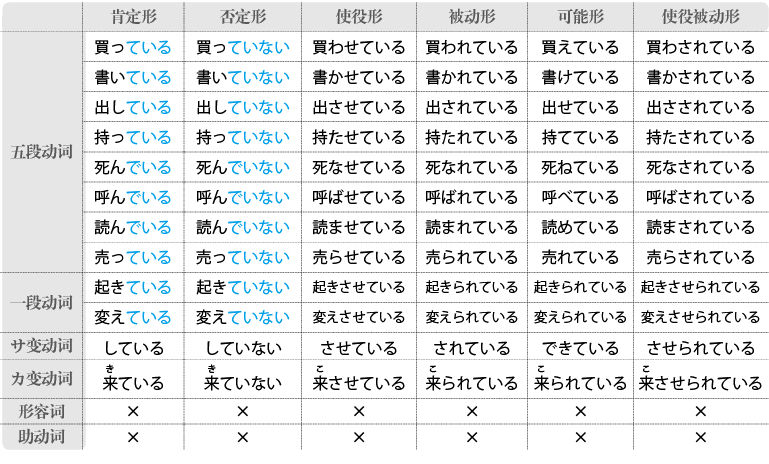 肯定形 否定形 使役形 被动形 可能形 使役被动形
五段动词
買っている 買っていない 買わせている 買われている 買えている 買わされている
書いている 書いていない 書かせている 書かれている 書けている 書かされている
出している 出していない 出させている 出されている 出せている 出さされている
持っている 持っていない 持たせている 持たれている 持てている 持たされている
死んでいる 死んでいない 死なせている 死なれている 死ねている 死なされている
呼んでいる 呼んでいない 呼ばせている 呼ばれている 呼べている 呼ばされている
読んでいる 読んでいない 読ませている 読まれている 読めている 読まされている
売っている 売っていない 売らせている 売られている 売れている 売らされている
一段动词
起きている 起きていない 起きさせている 起きられている 起きられている 起きさせられている
変えている 変えていない 変えさせている 変えられている 変えられている 変えさせられている
サ变动词 している していない させている されている できている させられている
き き こ こ こ こ
カ变动词 来ている 来ていない 来させている 来られている 来られている 来させられている
形容词 × × × × × ×
助动词 × × × × × ×